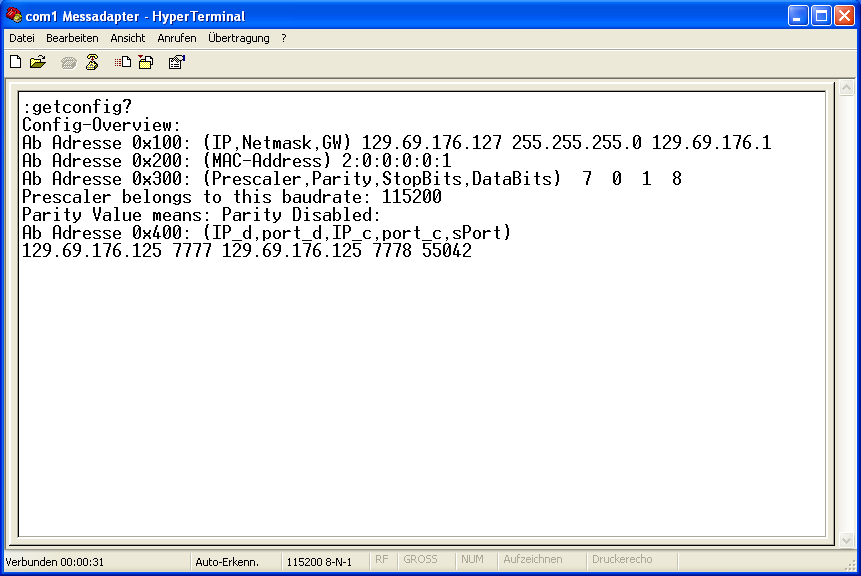 com1 Messadapter - HyperTerminal
Datei Bearbeiten Ansicht Anrufen Übertragung ?
:getconfig?
Config-Overview:
Ab Adresse 0x100: (IP,Netmask,GW) 129.69.176.127 255.255.255.0 129.69.176.1
Ab Adresse 0x200: (MAC-Address) 2:0:0:0:0:1
Ab Adresse 0x300: (Prescaler,Parity,StopBits,DataBits)  7  0  1  8
Prescaler belongs to this baudrate: 115200
Parity Value means: Parity Disabled:
Ab Adresse 0x400: (IP_d,port_d,IP_c,port_c,sPort)
129.69.176.125 7777 129.69.176.125 7778 55042
Verbunden 00:00:31 Auto-Erkenn. 115200 8-N-1 RF GROSS NUM Aufzeichnen Druckerecho